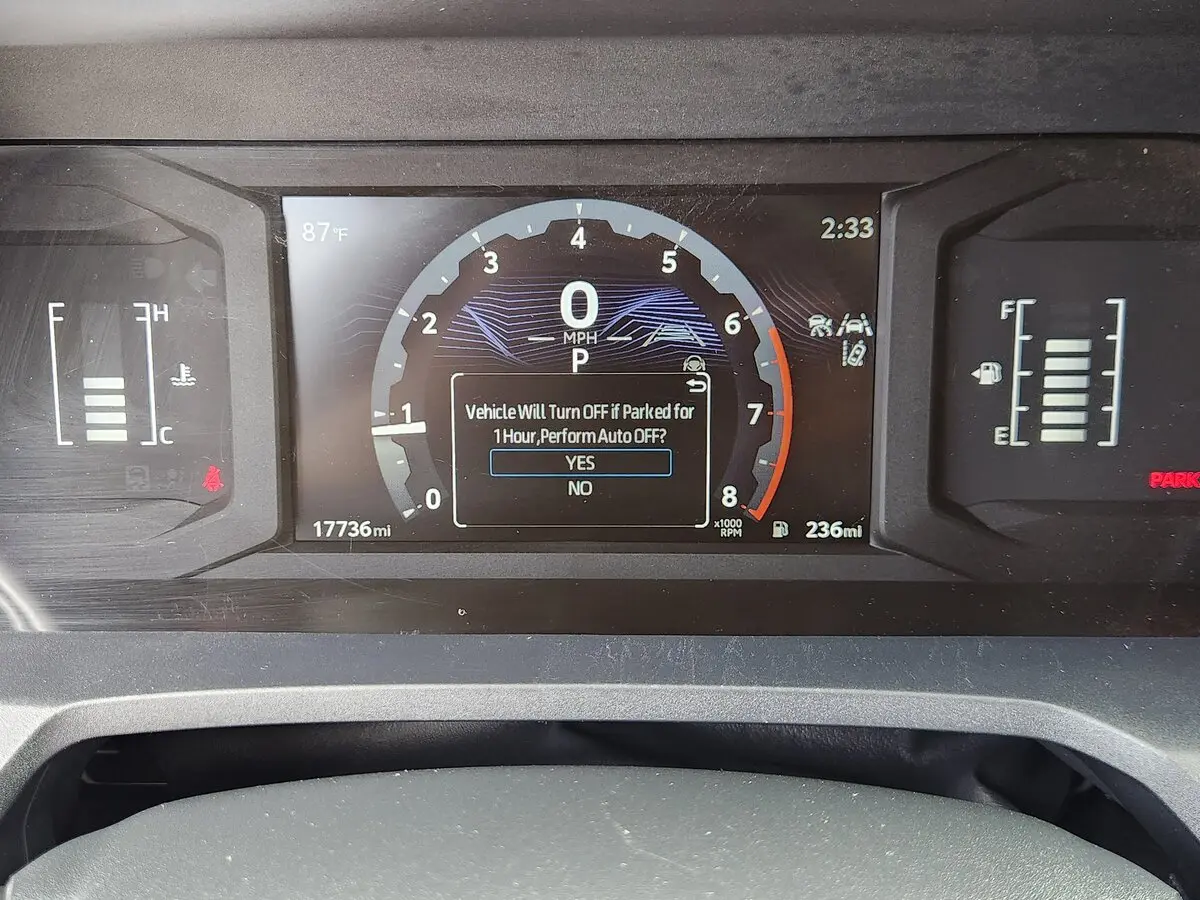 87°F
2:33
4
3
5
0
MPH
P
2
6
H
C
F
E
Vehicle Will Turn OFF if Parked for
1 Hour,Perform Auto OFF?
YES
NO
1
7
0
8
x1000
RPM
17736mi
236mi
PARK